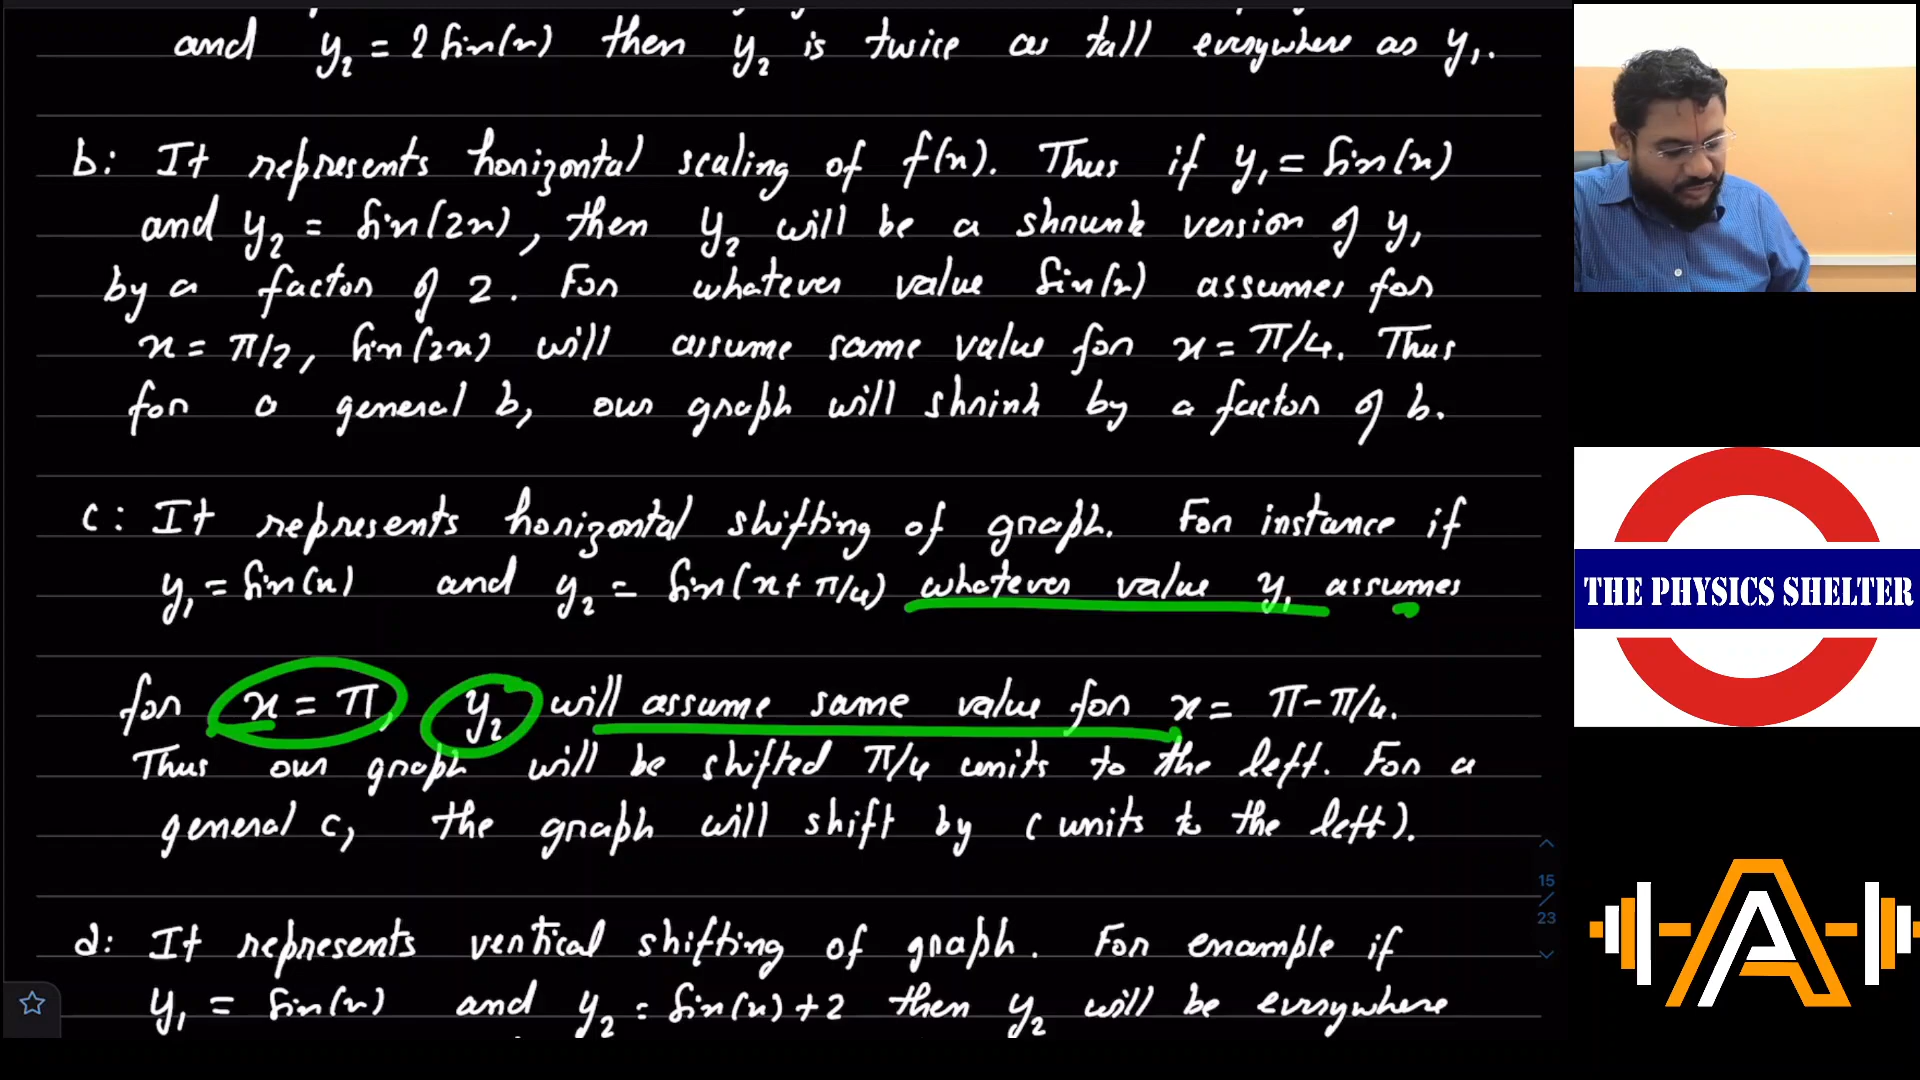 and y₂ = 2 sin(x) then y₂ is twice as tall everywhere as y₁.
b: It represents horizontal scaling of f(x). Thus if y₁ = sin(x)
and y₂ = sin(2x), then y₂ will be a shrunk version of y₁
by a factor of 2. For whatever value sin(x) assumes for
x = π/2, sin(2x) will assume same value for x = π/4. Thus
for a general b, our graph will shrink by a factor of b.
c: It represents horizontal shifting of graph. For instance if
y₁ = sin(x) and y₂ = sin(x + π/4) whatever value y₁ assumes
for x = π, y₂ will assume same value for x = π - π/4.
Thus our graph will be shifted π/4 units to the left. For a
general c, the graph will shift by c units to the left).
d: It represents vertical shifting of graph. For example if
y₁ = sin(x) and y₂ = sin(x) + 2 then y₂ will be everywhere
15
/
23
THE PHYSICS SHELTER
A